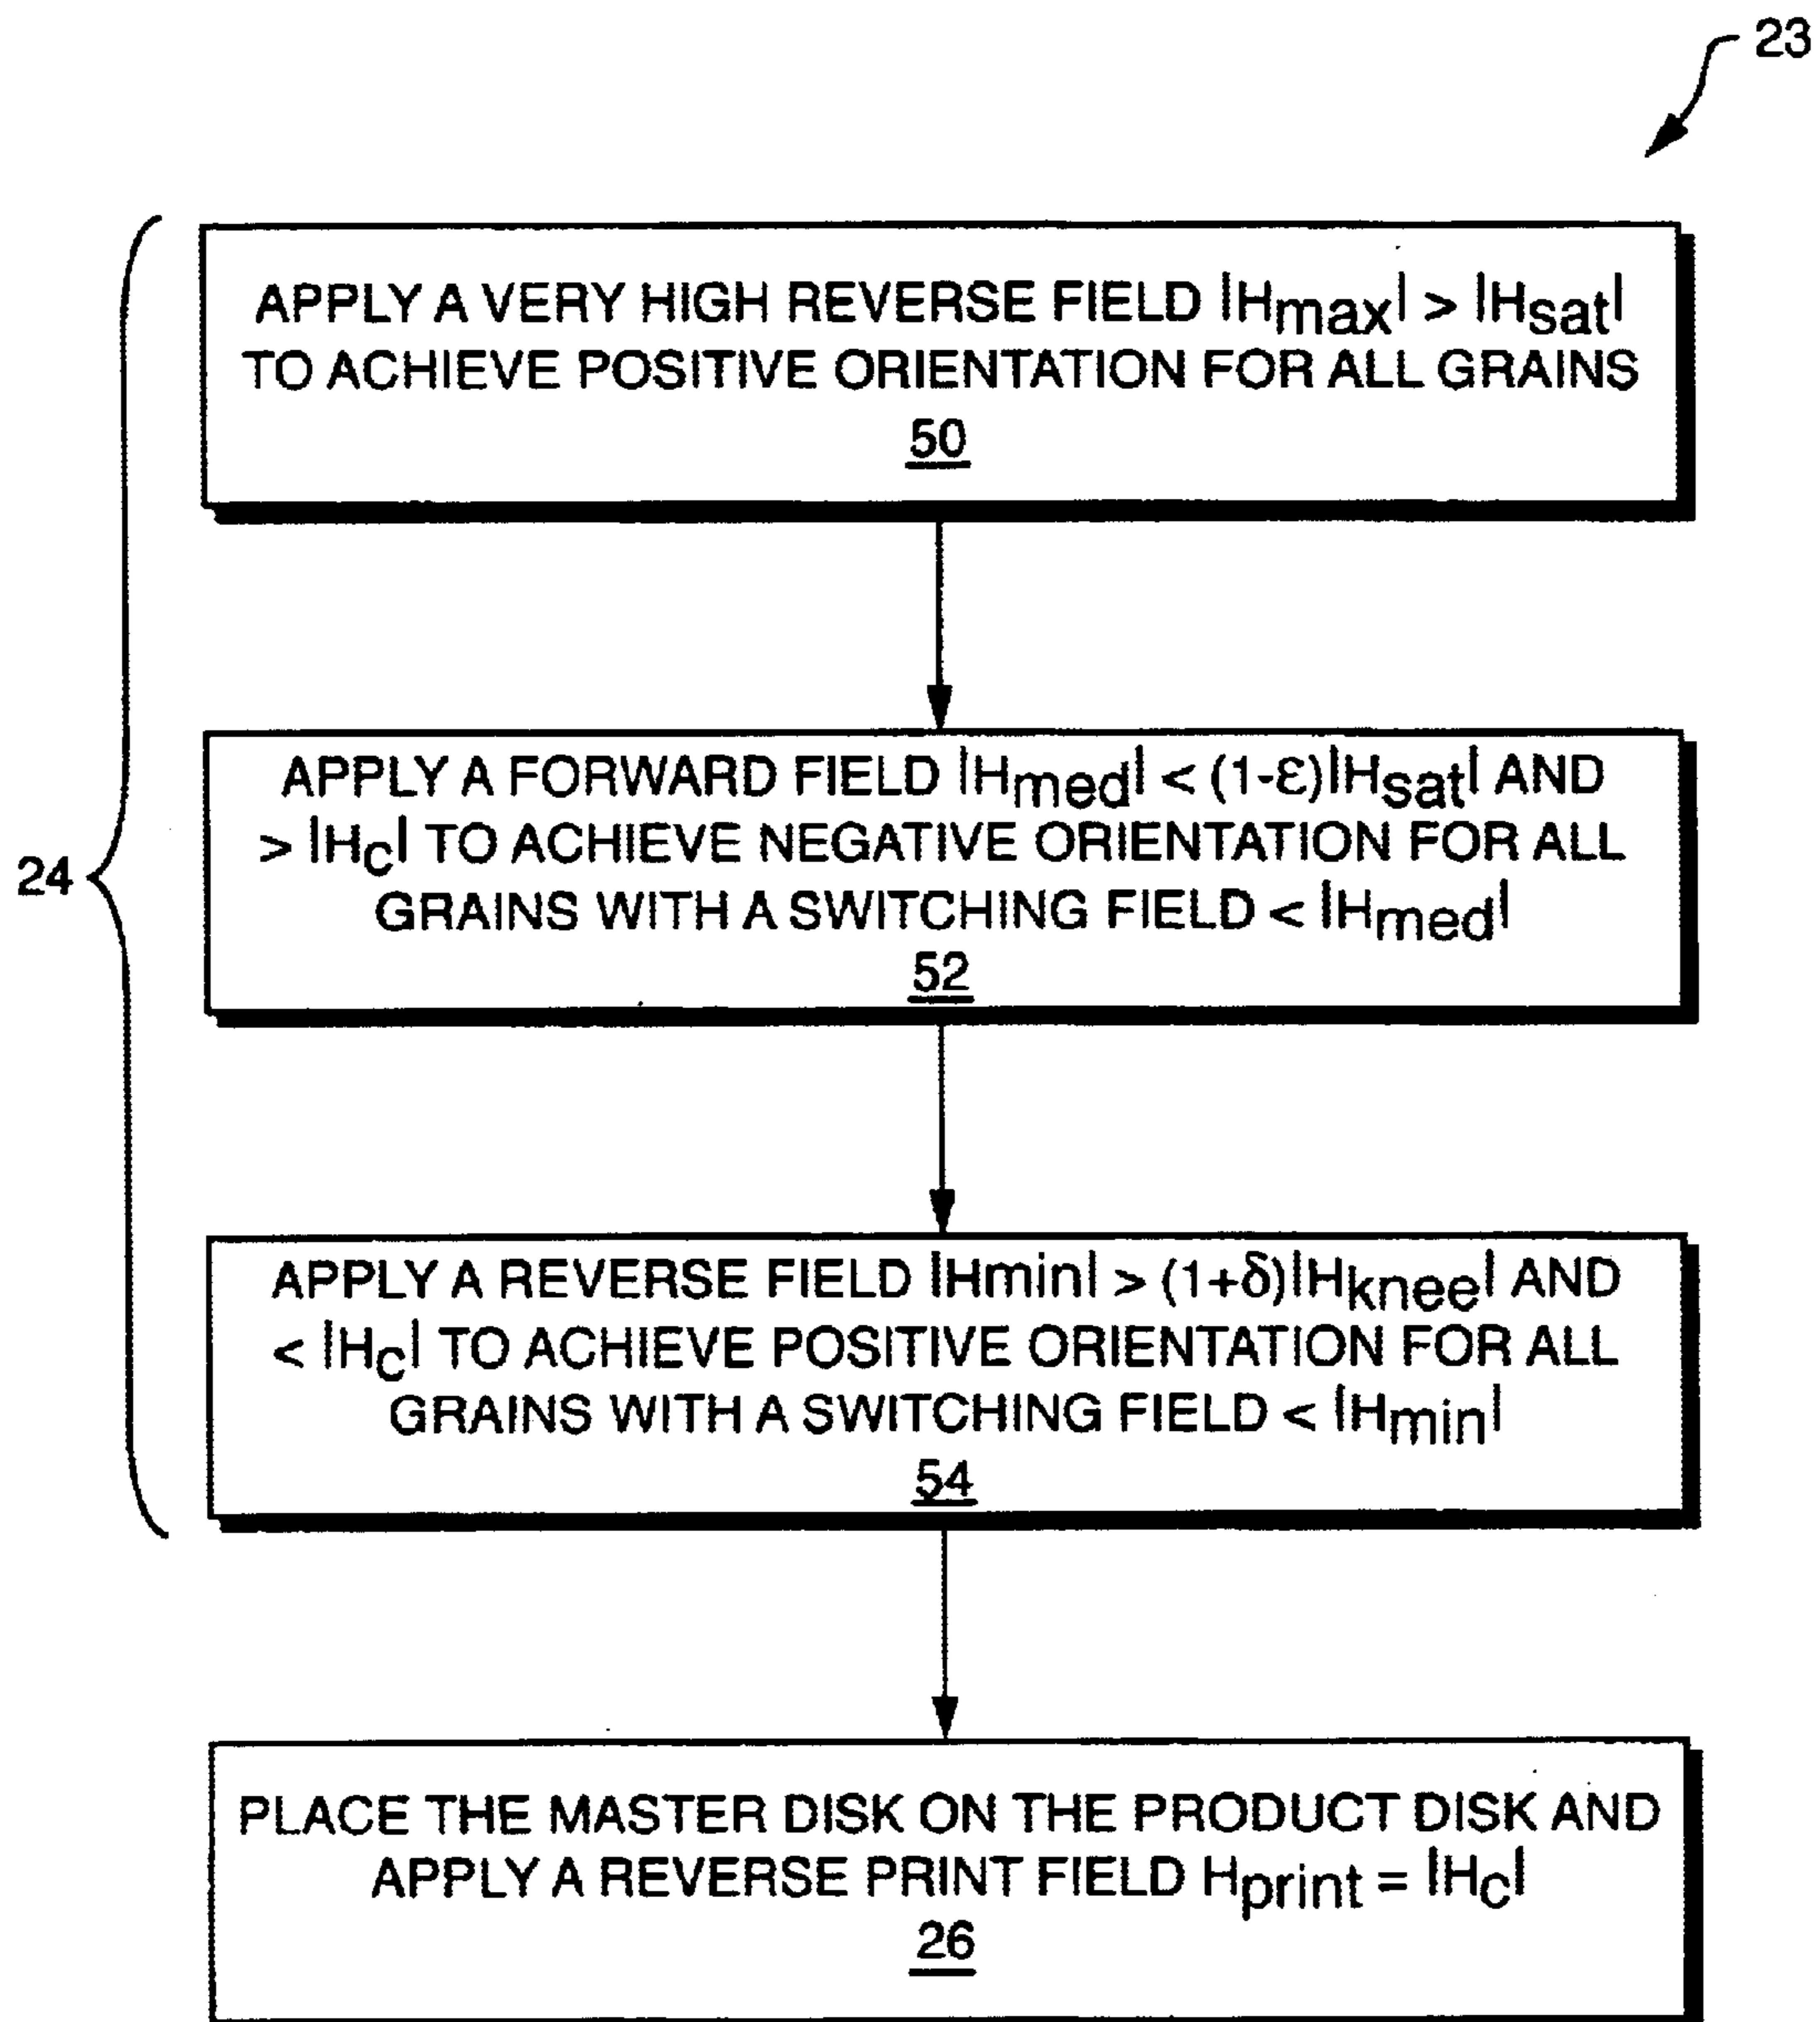 23
APPLY A VERY HIGH REVERSE FIELD |Hmax| > |Hsat|
TO ACHIEVE POSITIVE ORIENTATION FOR ALL GRAINS
50
APPLY A FORWARD FIELD |Hmed| < (1-ε)|Hsat| AND
> |Hc| TO ACHIEVE NEGATIVE ORIENTATION FOR ALL
GRAINS WITH A SWITCHING FIELD < |Hmed|
52
24
APPLY A REVERSE FIELD |Hmin| > (1+δ)|Hknee| AND
< |Hc| TO ACHIEVE POSITIVE ORIENTATION FOR ALL
GRAINS WITH A SWITCHING FIELD < |Hmin|
54
PLACE THE MASTER DISK ON THE PRODUCT DISK AND
APPLY A REVERSE PRINT FIELD Hprint = |Hc|
26